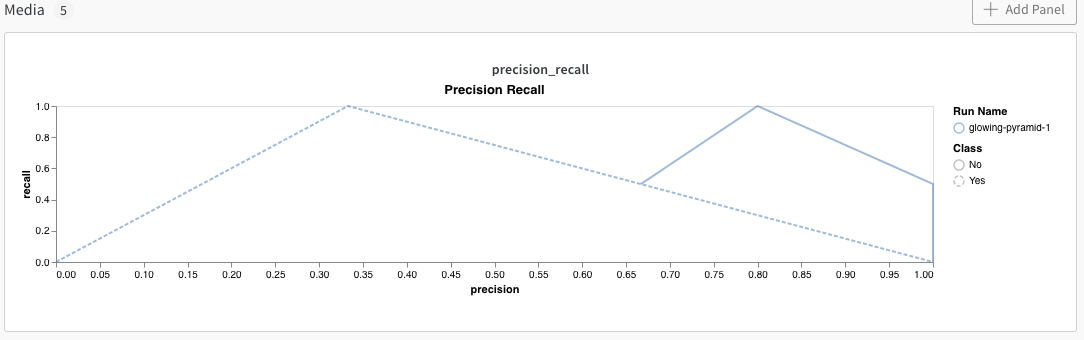 Media 5
+ Add Panel
precision_recall
Precision Recall
1.0
0.8
0.6
0.4
0.2
0.0
recall
0.00 0.05 0.10 0.15 0.20 0.25 0.30 0.35 0.40 0.45 0.50 0.55 0.60 0.65 0.70 0.75 0.80 0.85 0.90 0.95 1.00
precision
Run Name
glowing-pyramid-1
Class
No
Yes